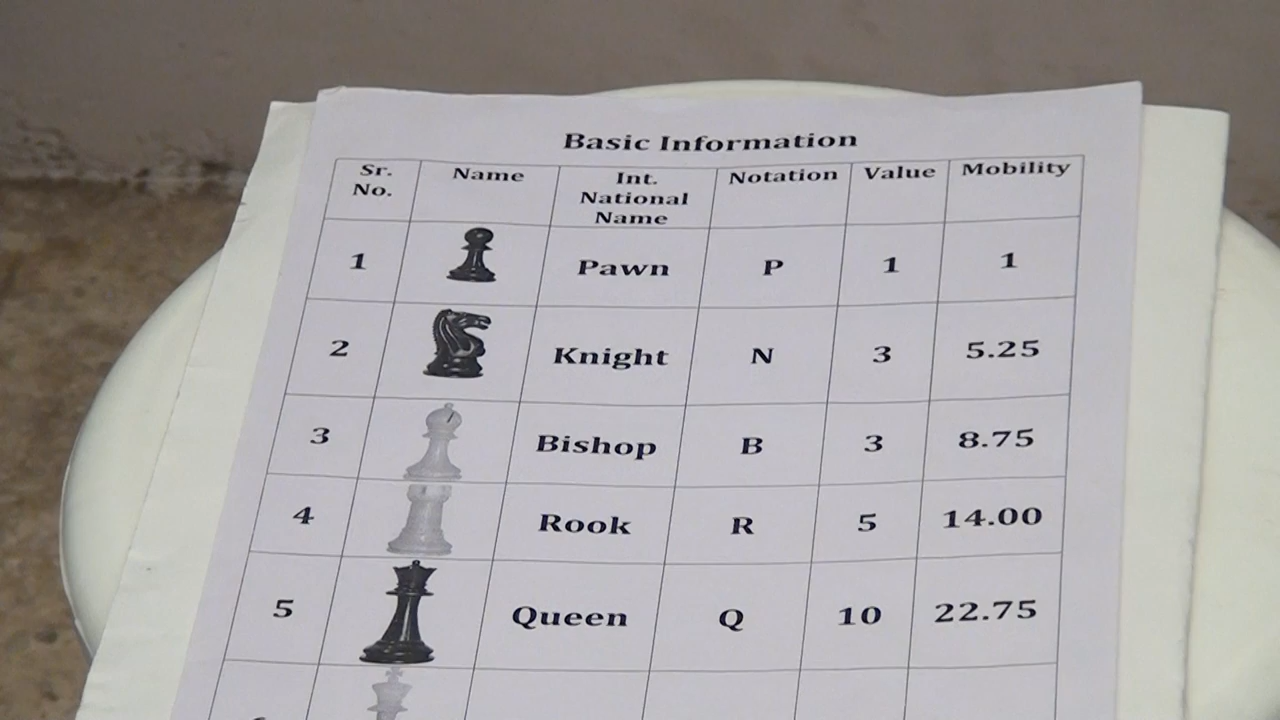 Basic Information
Sr. No. Name Int. National Name Notation Value Mobility
1 Pawn P 1 1
2 Knight N 3 5.25
3 Bishop B 3 8.75
4 Rook R 5 14.00
5 Queen Q 10 22.75